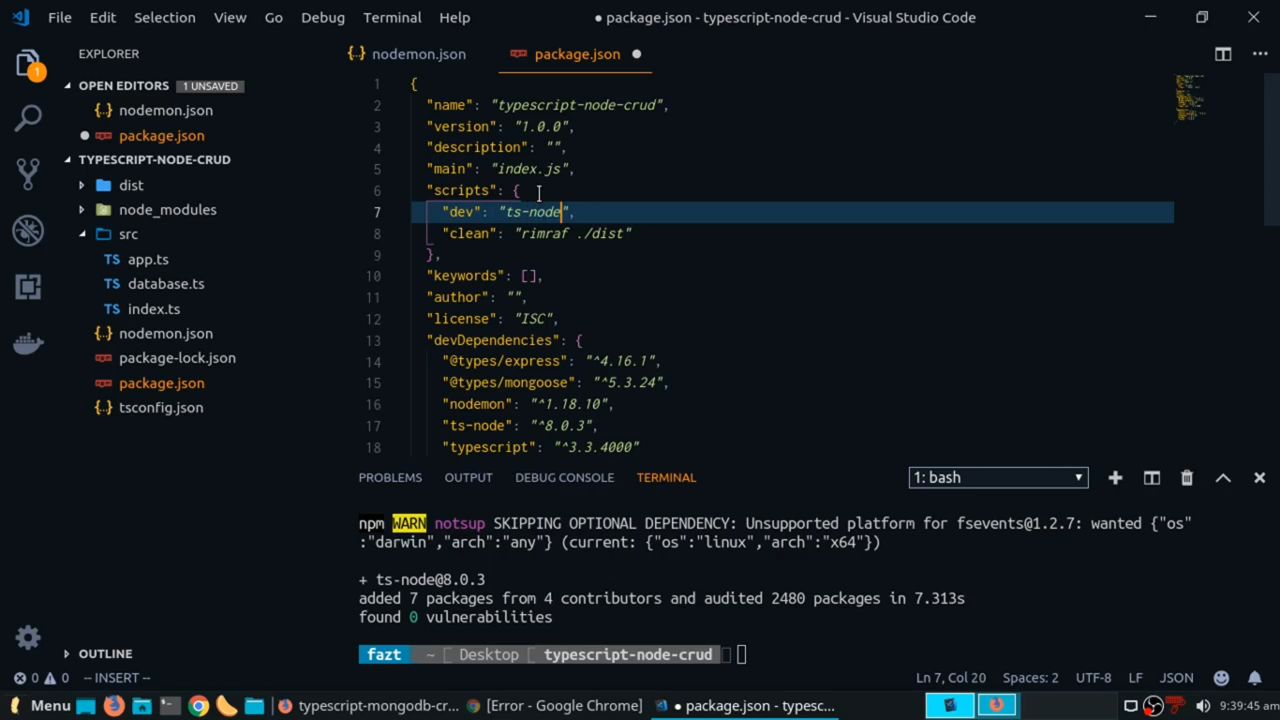 File Edit Selection View Go Debug Terminal Help ● package.json - typescript-node-crud - Visual Studio Code
EXPLORER
1
OPEN EDITORS 1 UNSAVED
{..} nodemon.json
package.json
TYPESCRIPT-NODE-CRUD
dist
node_modules
src
TS app.ts
TS database.ts
TS index.ts
{..} nodemon.json
package-lock.json
package.json
{..} tsconfig.json
OUTLINE
{..} nodemon.json package.json ●
1 {
2 "name": "typescript-node-crud",
3 "version": "1.0.0",
4 "description": "",
5 "main": "index.js",
6 "scripts": {
7 "dev": "ts-node",
8 "clean": "rimraf ./dist"
9 },
10 "keywords": [],
11 "author": "",
12 "license": "ISC",
13 "devDependencies": {
14 "@types/express": "^4.16.1",
15 "@types/mongoose": "^5.3.24",
16 "nodemon": "^1.18.10",
17 "ts-node": "^8.0.3",
18 "typescript": "^3.3.4000"
PROBLEMS OUTPUT DEBUG CONSOLE TERMINAL 1: bash
npm WARN notsup SKIPPING OPTIONAL DEPENDENCY: Unsupported platform for fsevents@1.2.7: wanted {"os"
:"darwin","arch":"any"} (current: {"os":"linux","arch":"x64"})
+ ts-node@8.0.3
added 7 packages from 4 contributors and audited 2480 packages in 7.313s
found 0 vulnerabilities
fazt ~ Desktop typescript-node-crud
0 0 -- INSERT -- Ln 7, Col 20 Spaces: 2 UTF-8 LF JSON
Menu typescript-mongodb-cr... [Error - Google Chrome] ● package.json - typesc... 9:39:45 am